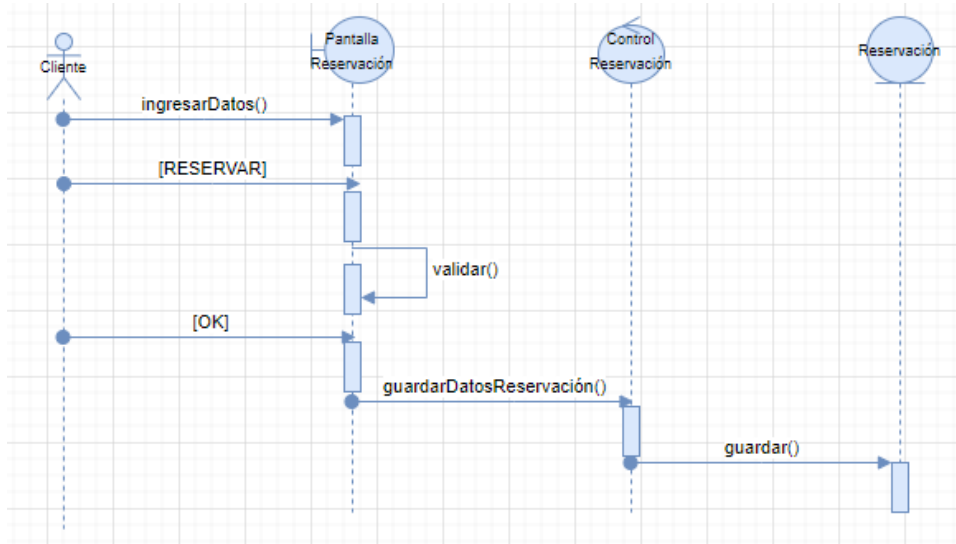 Cliente
Pantalla
Reservación
Control
Reservación
Reservación
ingresarDatos()
[RESERVAR]
validar()
[OK]
guardarDatosReservación()
guardar()